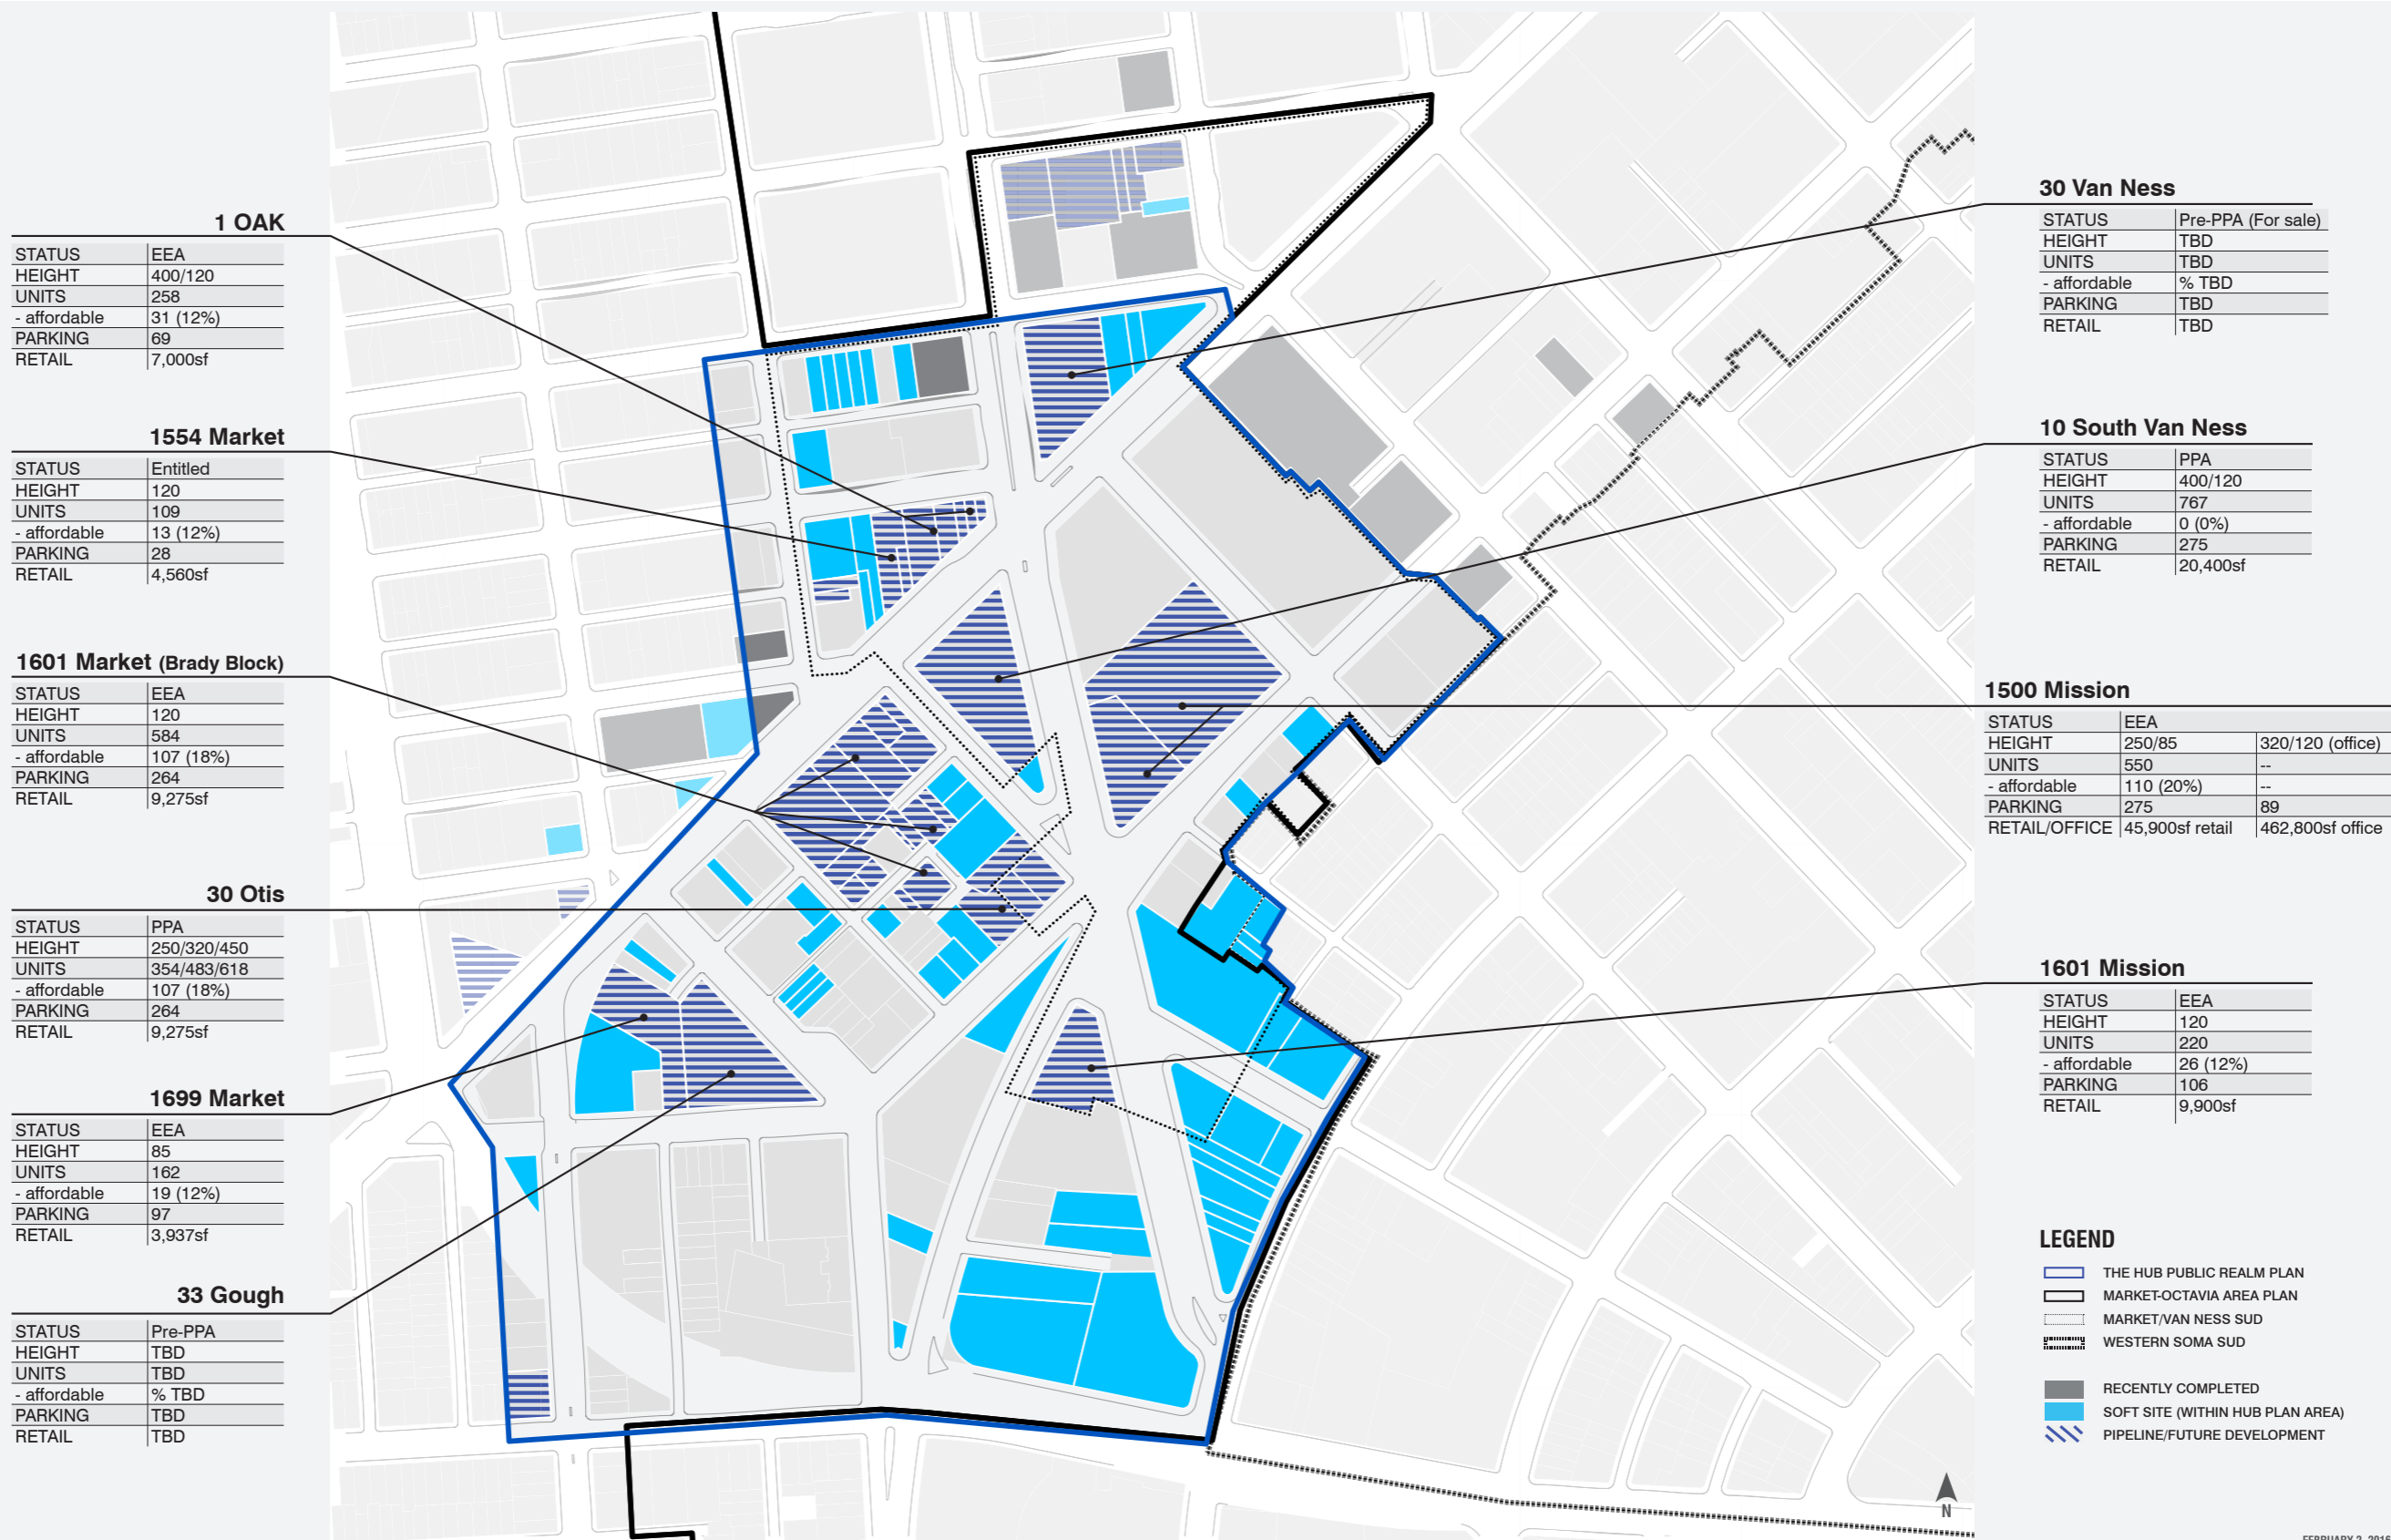 1 OAK
STATUS EEA
HEIGHT 400/120
UNITS 258
- affordable 31 (12%)
PARKING 69
RETAIL 7,000sf
1554 Market
STATUS Entitled
HEIGHT 120
UNITS 109
- affordable 13 (12%)
PARKING 28
RETAIL 4,560sf
1601 Market (Brady Block)
STATUS EEA
HEIGHT 120
UNITS 584
- affordable 107 (18%)
PARKING 264
RETAIL 9,275sf
30 Otis
STATUS PPA
HEIGHT 250/320/450
UNITS 354/483/618
- affordable 107 (18%)
PARKING 264
RETAIL 9,275sf
1699 Market
STATUS EEA
HEIGHT 85
UNITS 162
- affordable 19 (12%)
PARKING 97
RETAIL 3,937sf
33 Gough
STATUS Pre-PPA
HEIGHT TBD
UNITS TBD
- affordable % TBD
PARKING TBD
RETAIL TBD
30 Van Ness
STATUS Pre-PPA (For sale)
HEIGHT TBD
UNITS TBD
- affordable % TBD
PARKING TBD
RETAIL TBD
10 South Van Ness
STATUS PPA
HEIGHT 400/120
UNITS 767
- affordable 0 (0%)
PARKING 275
RETAIL 20,400sf
1500 Mission
STATUS EEA
HEIGHT 250/85 320/120 (office)
UNITS 550 --
- affordable 110 (20%) --
PARKING 275 89
RETAIL/OFFICE 45,900sf retail 462,800sf office
1601 Mission
STATUS EEA
HEIGHT 120
UNITS 220
- affordable 26 (12%)
PARKING 106
RETAIL 9,900sf
LEGEND
THE HUB PUBLIC REALM PLAN
MARKET-OCTAVIA AREA PLAN
MARKET/VAN NESS SUD
WESTERN SOMA SUD
RECENTLY COMPLETED
SOFT SITE (WITHIN HUB PLAN AREA)
PIPELINE/FUTURE DEVELOPMENT
N
FEBRUARY 2, 2016